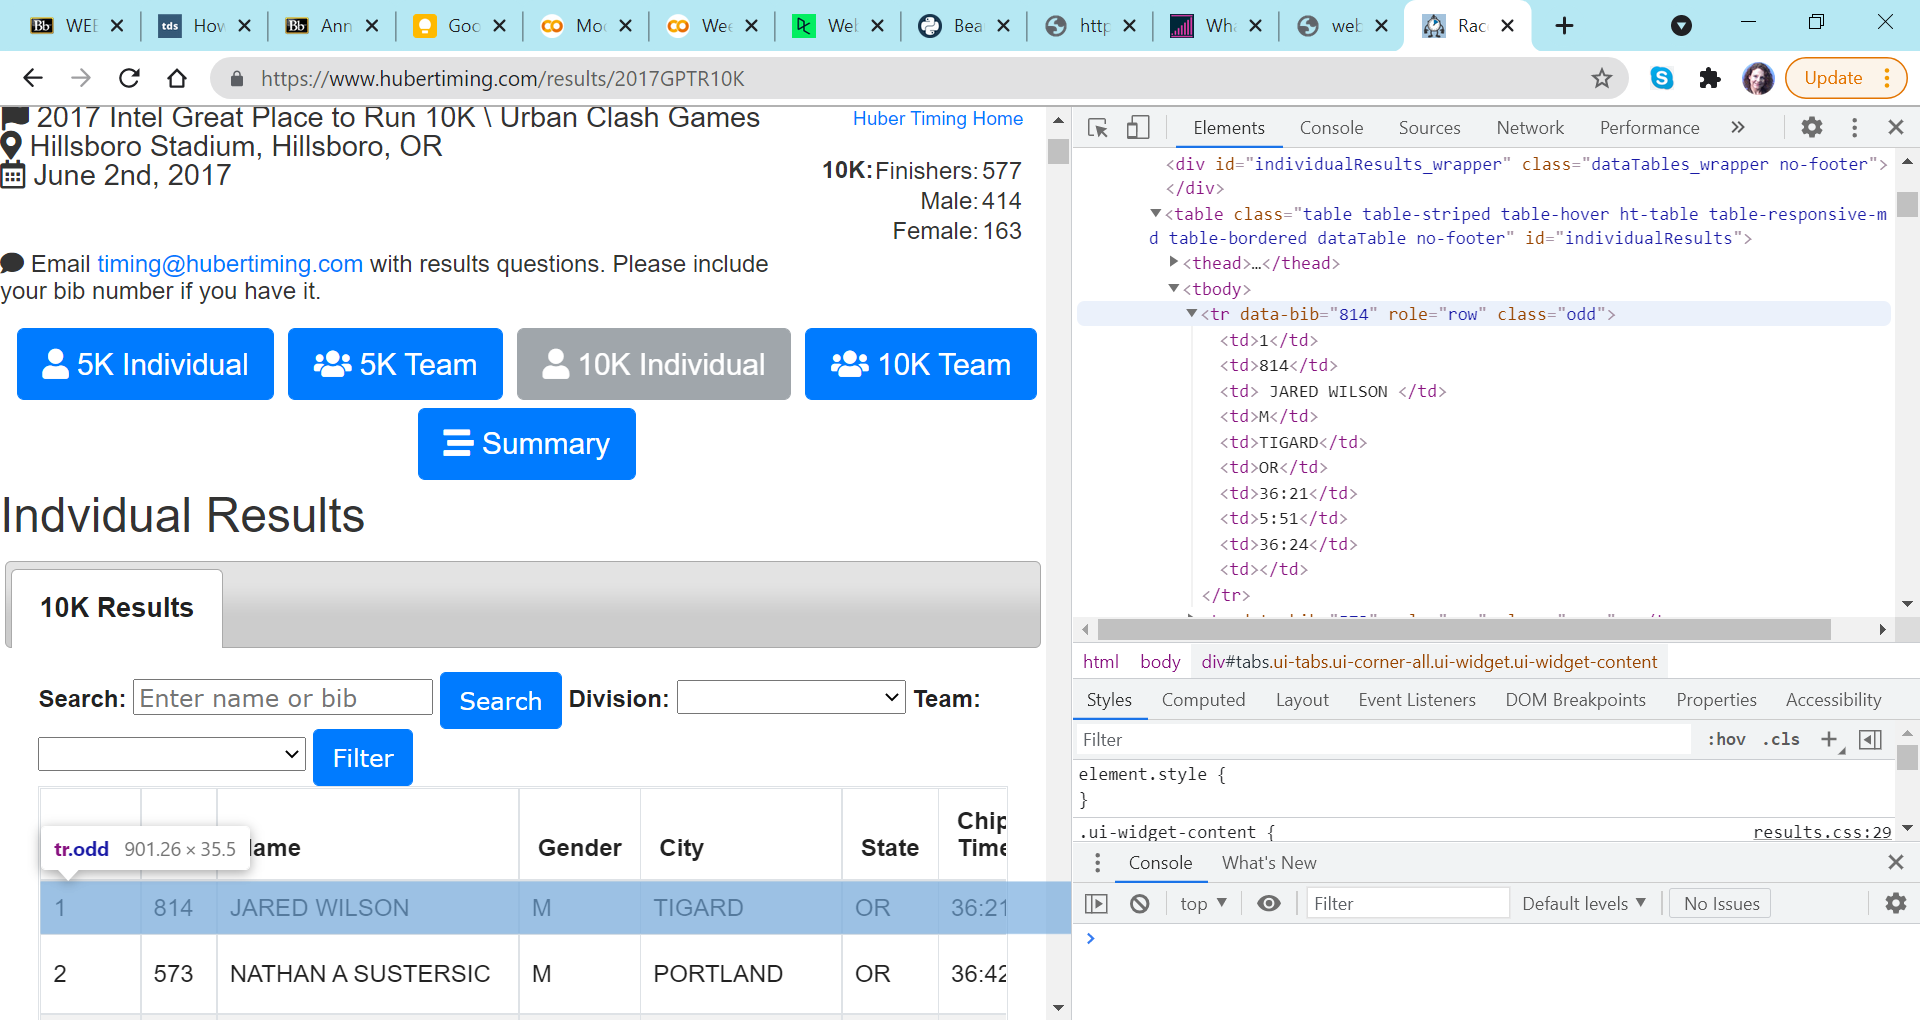 WEE
How
Ann
Goo
Moo
Wee
Web
Bea
http
Wha
web
Race
https://www.hubertiming.com/results/2017GPTR10K
Update
2017 Intel Great Place to Run 10K \ Urban Clash Games
Huber Timing Home
Hillsboro Stadium, Hillsboro, OR
June 2nd, 2017
10K: Finishers: 577
Male: 414
Female: 163
Email timing@hubertiming.com with results questions. Please include
your bib number if you have it.
5K Individual
5K Team
10K Individual
10K Team
Summary
Indvidual Results
10K Results
Search: Enter name or bib Search Division: Team:
Filter
tr.odd 901.26 × 35.5
ame Gender City State Chip
Time
1 814 JARED WILSON M TIGARD OR 36:21
2 573 NATHAN A SUSTERSIC M PORTLAND OR 36:42
Elements Console Sources Network Performance »
<div id="individualResults_wrapper" class="dataTables_wrapper no-footer">
</div>
<table class="table table-striped table-hover ht-table table-responsive-m
d table-bordered dataTable no-footer" id="individualResults">
<thead>…</thead>
<tbody>
<tr data-bib="814" role="row" class="odd">
<td>1</td>
<td>814</td>
<td> JARED WILSON </td>
<td>M</td>
<td>TIGARD</td>
<td>OR</td>
<td>36:21</td>
<td>5:51</td>
<td>36:24</td>
<td></td>
</tr>
html body div#tabs.ui-tabs.ui-corner-all.ui-widget.ui-widget-content
Styles Computed Layout Event Listeners DOM Breakpoints Properties Accessibility
Filter :hov .cls
element.style {
}
.ui-widget-content { results.css:29
Console What's New
top Filter Default levels No Issues